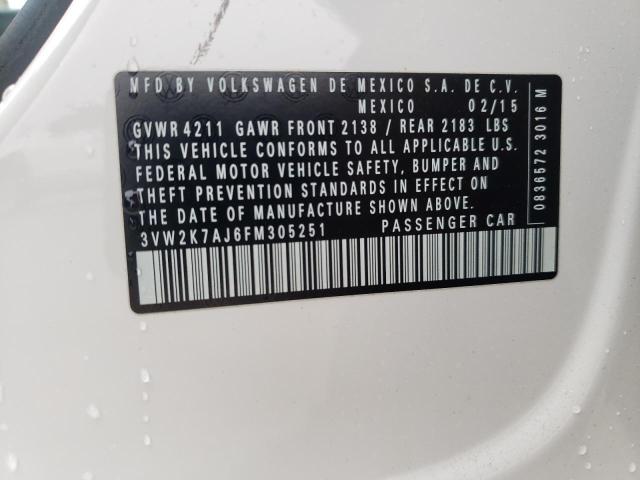 MFD BY VOLKSWAGEN DE MEXICO S.A. DE C.V.
MEXICO 02/15
GVWR 4211 GAWR FRONT 2138 / REAR 2183 LBS
THIS VEHICLE CONFORMS TO ALL APPLICABLE U.S.
FEDERAL MOTOR VEHICLE SAFETY, BUMPER AND
THEFT PREVENTION STANDARDS IN EFFECT ON
THE DATE OF MANUFACTURE SHOWN ABOVE.
3VW2K7AJ6FM305251 PASSENGER CAR
0836572 3016 M